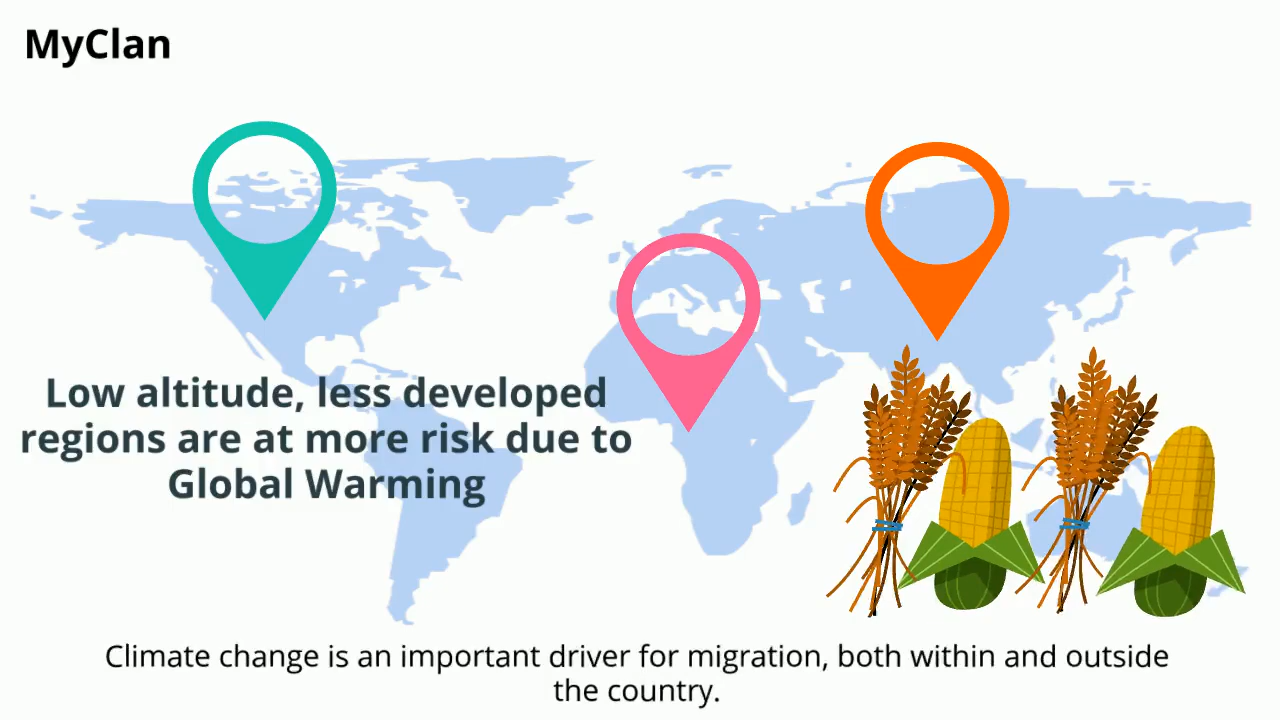 MyClan
Low altitude, less developed
regions are at more risk due to
Global Warming
Climate change is an important driver for migration, both within and outside
the country.